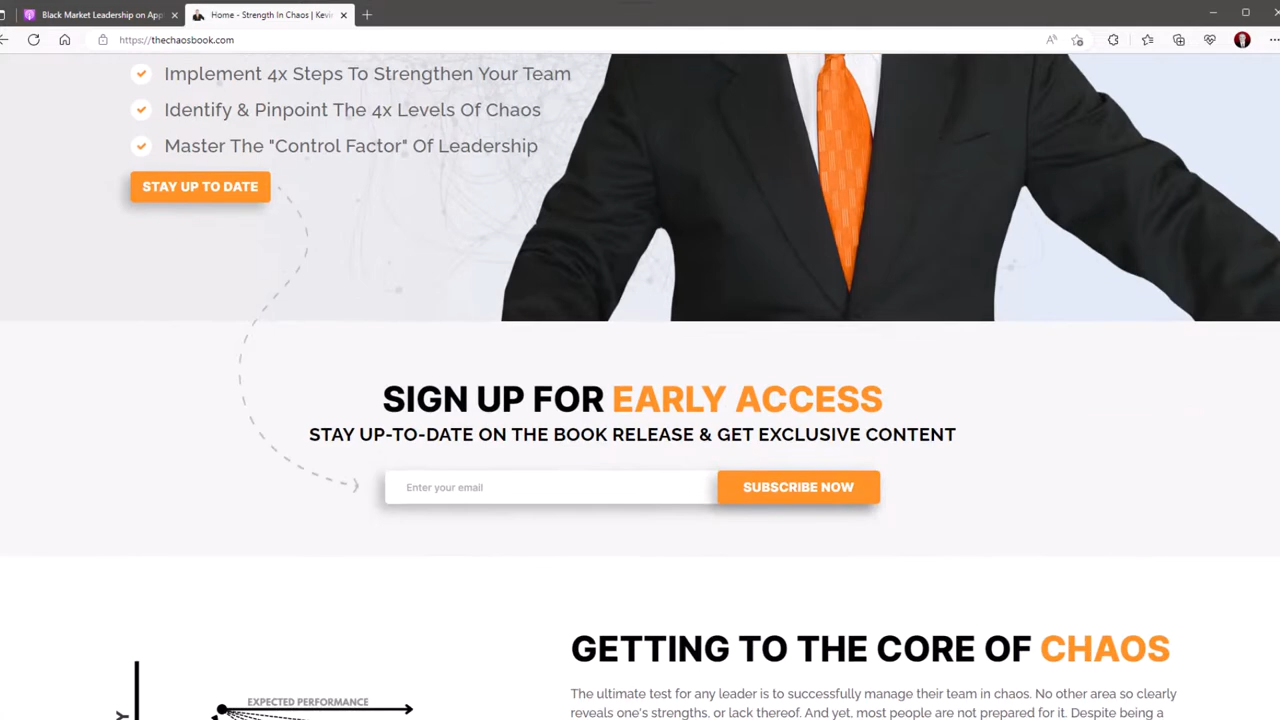 Black Market Leadership on App
Home - Strength In Chaos | Kevi
https://thechaosbook.com
Implement 4x Steps To Strengthen Your Team
Identify & Pinpoint The 4x Levels Of Chaos
Master The "Control Factor" Of Leadership
STAY UP TO DATE
SIGN UP FOR EARLY ACCESS
STAY UP-TO-DATE ON THE BOOK RELEASE & GET EXCLUSIVE CONTENT
Enter your email
SUBSCRIBE NOW
GETTING TO THE CORE OF CHAOS
The ultimate test for any leader is to successfully manage their team in chaos. No other area so clearly
reveals one's strengths, or lack thereof. And yet, most people are not prepared for it. Despite being a
EXPECTED PERFORMANCE